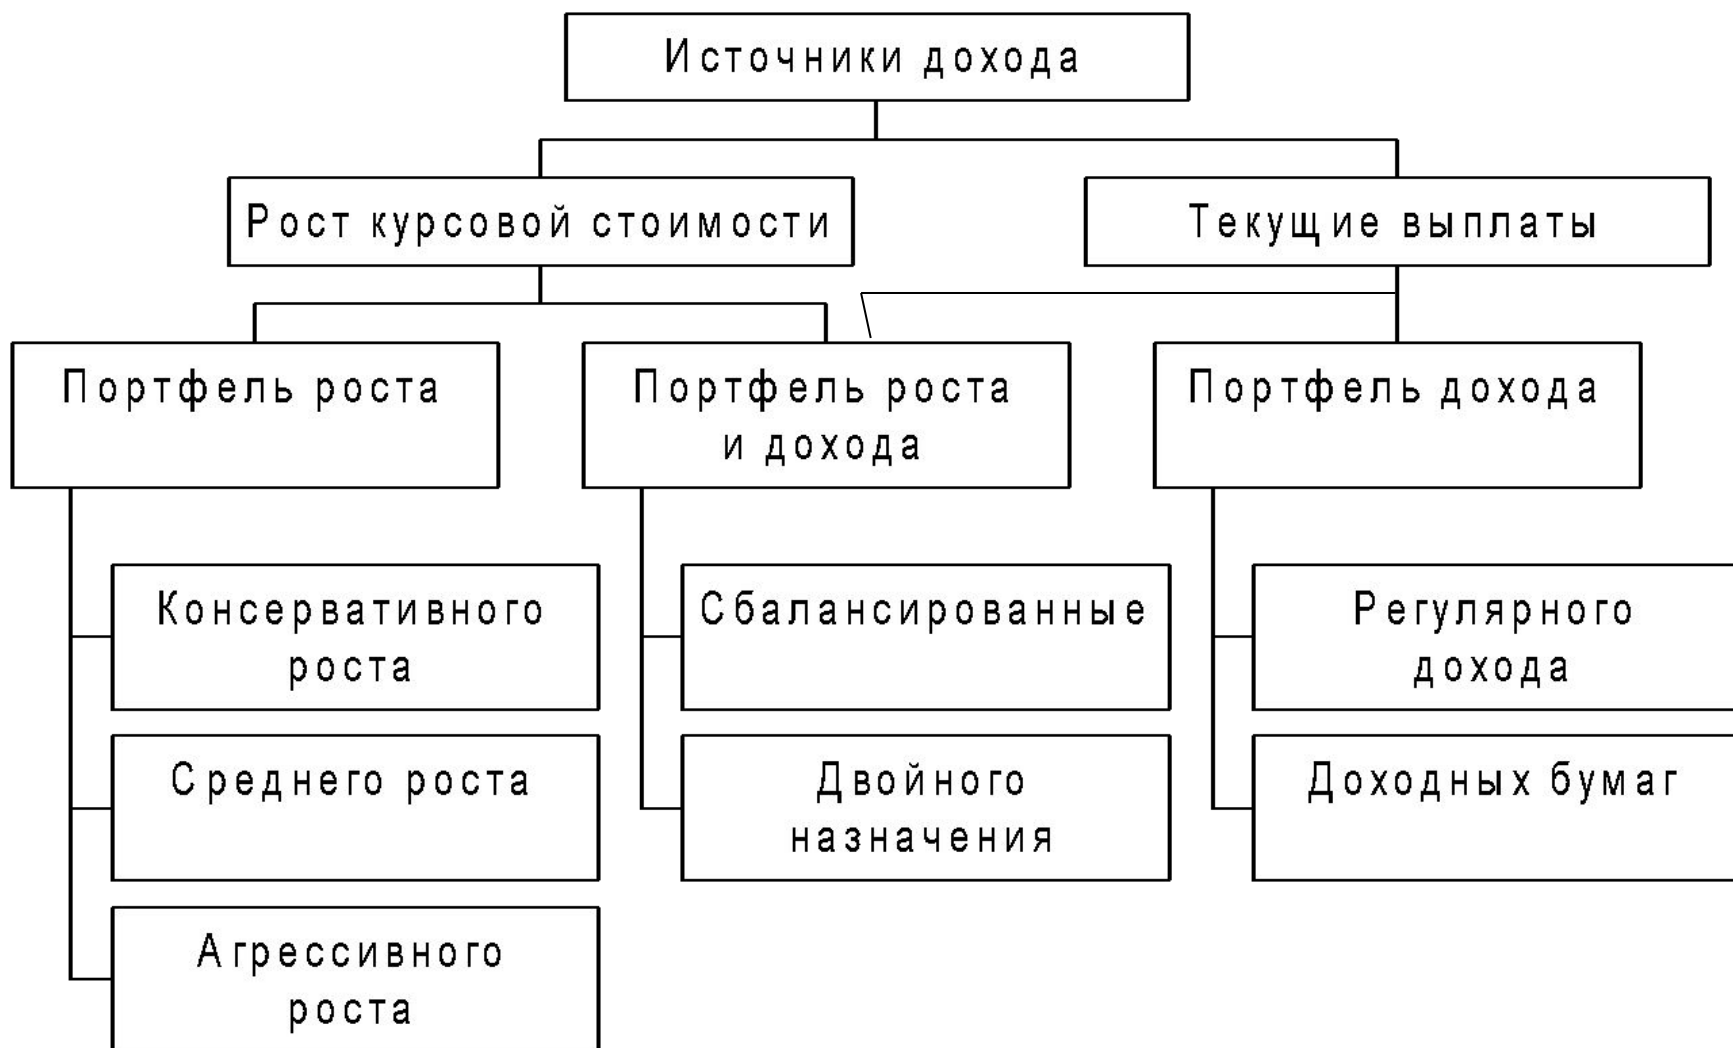 Источники дохода
Рост курсовой стоимости
Текущие выплаты
Портфель роста
Портфель роста
и дохода
Портфель дохода
Консервативного
роста
Сбалансированные
Регулярного
дохода
Среднего роста
Двойного
назначения
Доходных бумаг
Агрессивного
роста